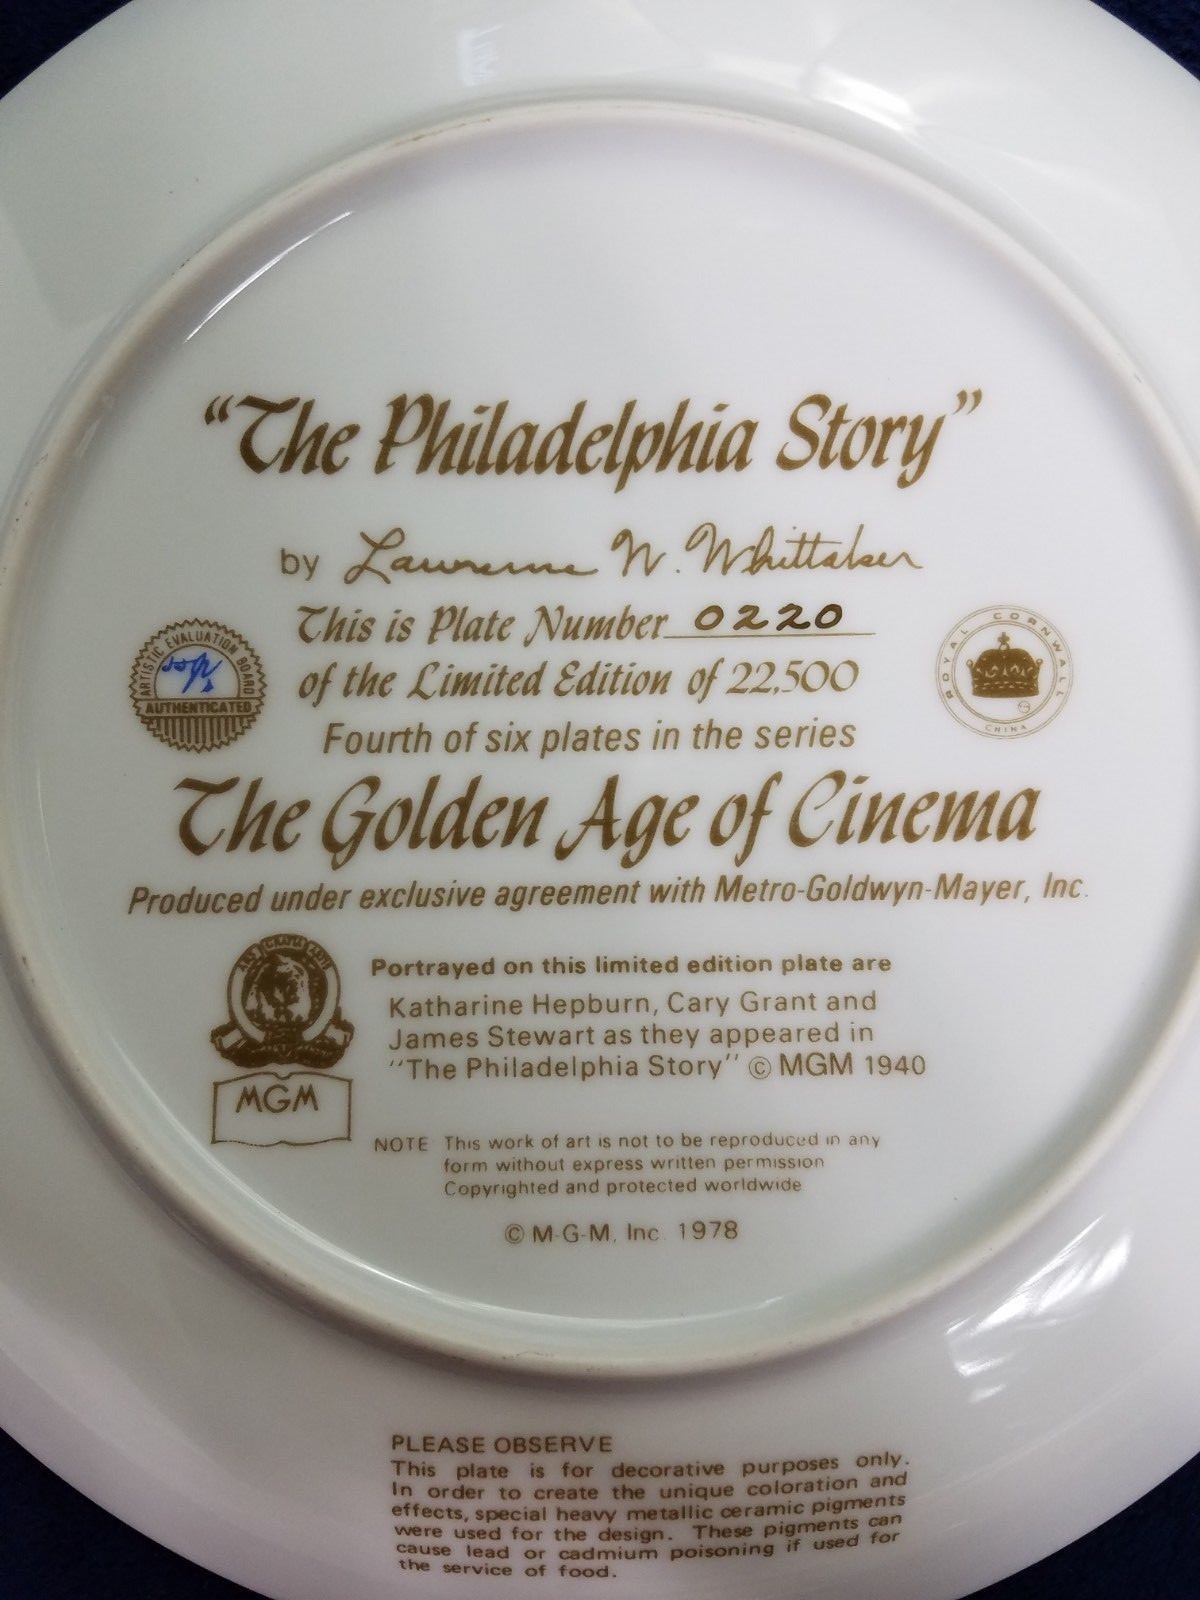 “The Philadelphia Story”
by Lawrence W. Whittaker
This is Plate Number 0220
of the Limited Edition of 22,500
Fourth of six plates in the series
ARTISTIC EVALUATION BOARD
AUTHENTICATED
ROYAL CORNWALL
CHINA
The Golden Age of Cinema
Produced under exclusive agreement with Metro-Goldwyn-Mayer, Inc.
ARS GRATIA ARTIS
MGM
Portrayed on this limited edition plate are
Katharine Hepburn, Cary Grant and
James Stewart as they appeared in
"The Philadelphia Story" © MGM 1940
NOTE This work of art is not to be reproduced in any
form without express written permission
Copyrighted and protected worldwide
© M-G-M, Inc 1978
PLEASE OBSERVE
This plate is for decorative purposes only.
In order to create the unique coloration and
effects, special heavy metallic ceramic pigments
were used for the design. These pigments can
cause lead or cadmium poisoning if used for
the service of food.